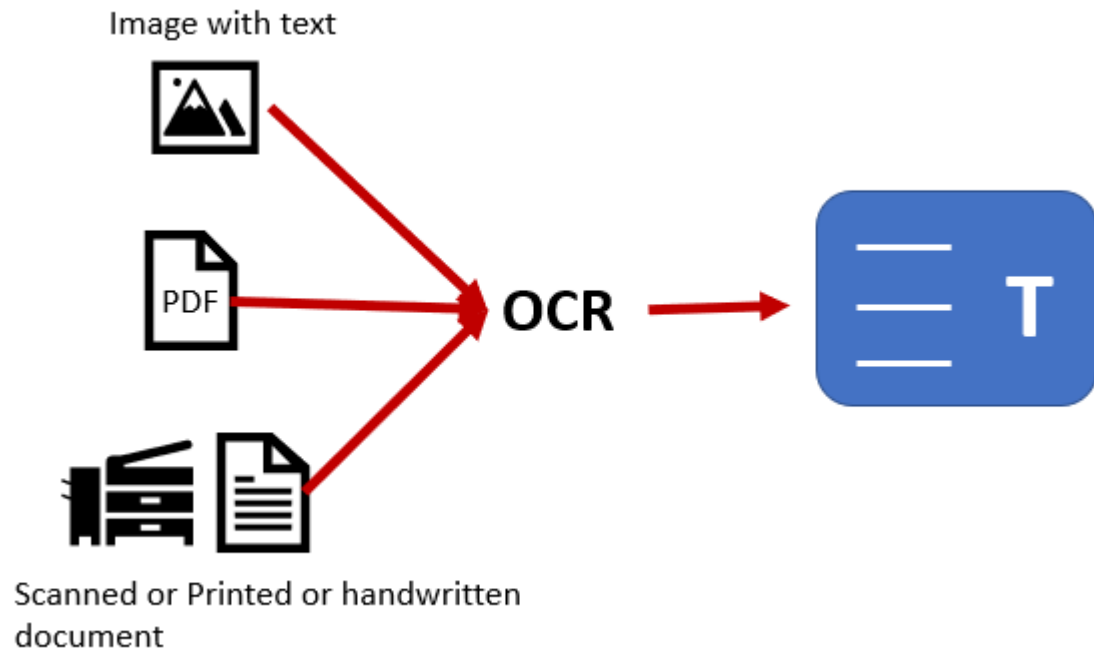 Image with text
PDF
OCR
T
Scanned or Printed or handwritten
document